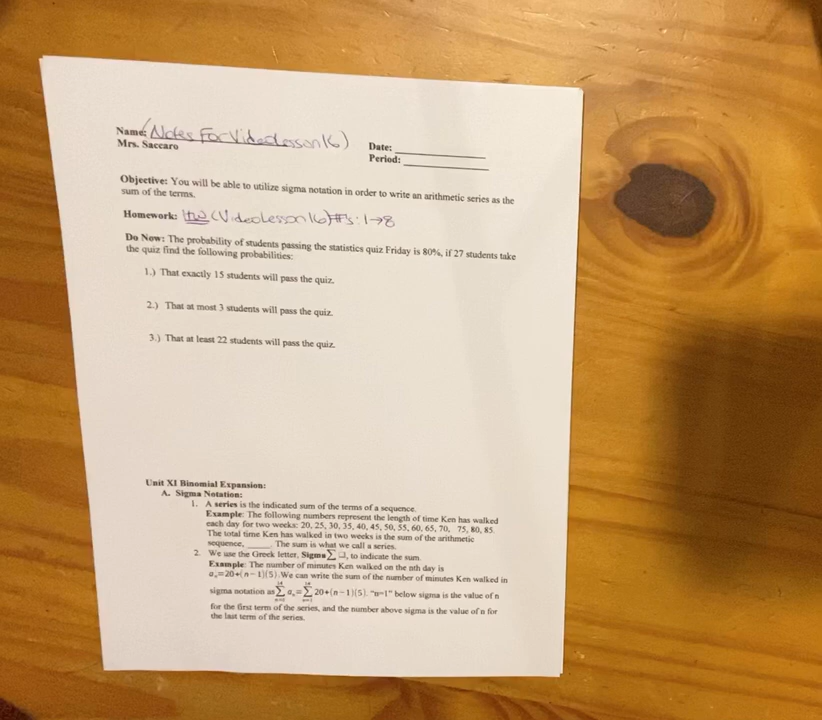 Name: (Notes For Video Lesson 16)
Mrs. Saccaro
Date:
Period:
Objective: You will be able to utilize sigma notation in order to write an arithmetic series as the
sum of the terms.
Homework: HW (Video Lesson 16) #'s: 1→8
Do Now: The probability of students passing the statistics quiz Friday is 80%, if 27 students take
the quiz find the following probabilities:
1.) That exactly 15 students will pass the quiz.
2.) That at most 3 students will pass the quiz.
3.) That at least 22 students will pass the quiz.
Unit XI Binomial Expansion:
A. Sigma Notation:
1. A series is the indicated sum of the terms of a sequence.
Example: The following numbers represent the length of time Ken has walked
each day for two weeks: 20, 25, 30, 35, 40, 45, 50, 55, 60, 65, 70, 75, 80, 85.
The total time Ken has walked in two weeks is the sum of the arithmetic
sequence, _____. The sum is what we call a series.
2. We use the Greek letter, Sigma ∑ ❑, to indicate the sum.
Example: The number of minutes Ken walked on the nth day is
aₙ=20+(n−1)(5). We can write the sum of the number of minutes Ken walked in
sigma notation as ∑ aₙ = ∑ 20+(n−1)(5). "n=1" below sigma is the value of n
for the first term of the series, and the number above sigma is the value of n for
the last term of the series.